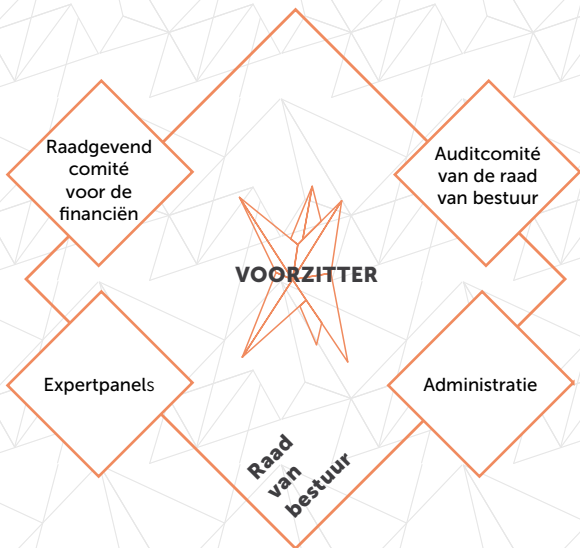 Raadgevend
comité
voor de
financiën
Auditcomité
van de raad
van bestuur
VOORZITTER
Expertpanels
Administratie
Raad
van
bestuur